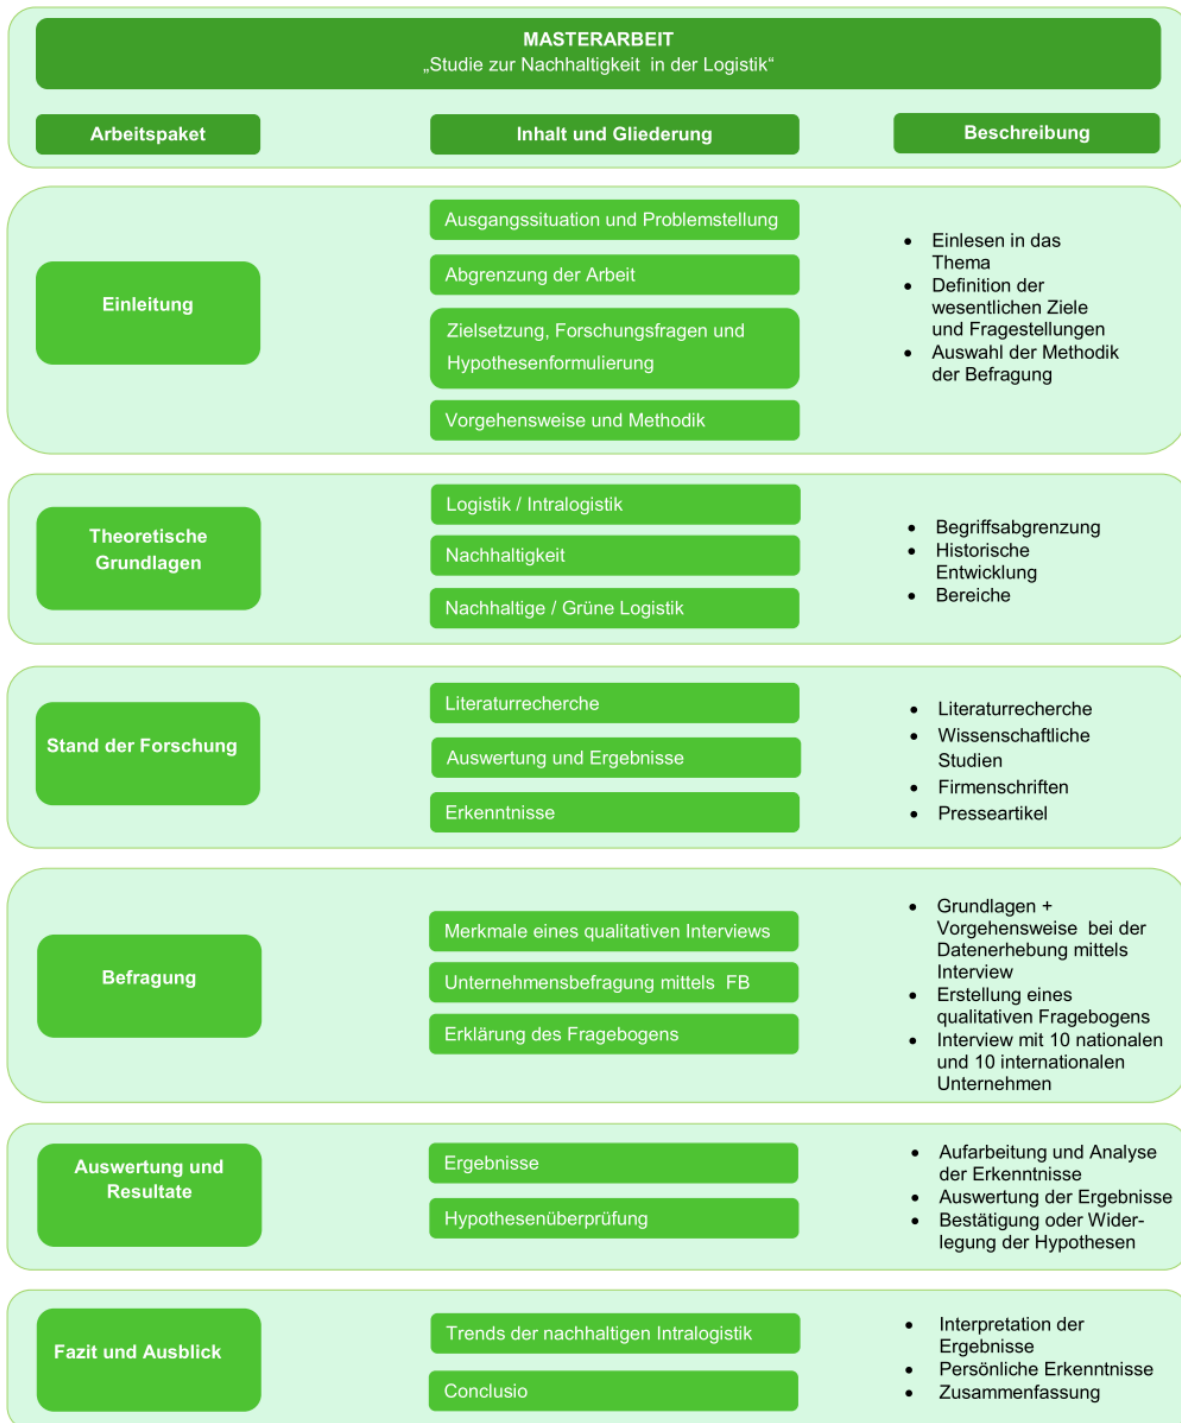 MASTERARBEIT
„Studie zur Nachhaltigkeit in der Logistik“
Arbeitspaket
Inhalt und Gliederung
Beschreibung
Einleitung
Ausgangssituation und Problemstellung
Abgrenzung der Arbeit
Zielsetzung, Forschungsfragen und
Hypothesenformulierung
Vorgehensweise und Methodik
• Einlesen in das
Thema
• Definition der
wesentlichen Ziele
und Fragestellungen
• Auswahl der Methodik
der Befragung
Theoretische
Grundlagen
Logistik / Intralogistik
Nachhaltigkeit
Nachhaltige / Grüne Logistik
• Begriffsabgrenzung
• Historische
Entwicklung
• Bereiche
Stand der Forschung
Literaturrecherche
Auswertung und Ergebnisse
Erkenntnisse
• Literaturrecherche
• Wissenschaftliche
Studien
• Firmenschriften
• Presseartikel
Befragung
Merkmale eines qualitativen Interviews
Unternehmensbefragung mittels FB
Erklärung des Fragebogens
• Grundlagen +
Vorgehensweise bei der
Datenerhebung mittels
Interview
• Erstellung eines
qualitativen Fragebogens
• Interview mit 10 nationalen
und 10 internationalen
Unternehmen
Auswertung und
Resultate
Ergebnisse
Hypothesenüberprüfung
• Aufarbeitung und Analyse
der Erkenntnisse
• Auswertung der Ergebnisse
• Bestätigung oder Wider-
legung der Hypothesen
Fazit und Ausblick
Trends der nachhaltigen Intralogistik
Conclusio
• Interpretation der
Ergebnisse
• Persönliche Erkenntnisse
• Zusammenfassung